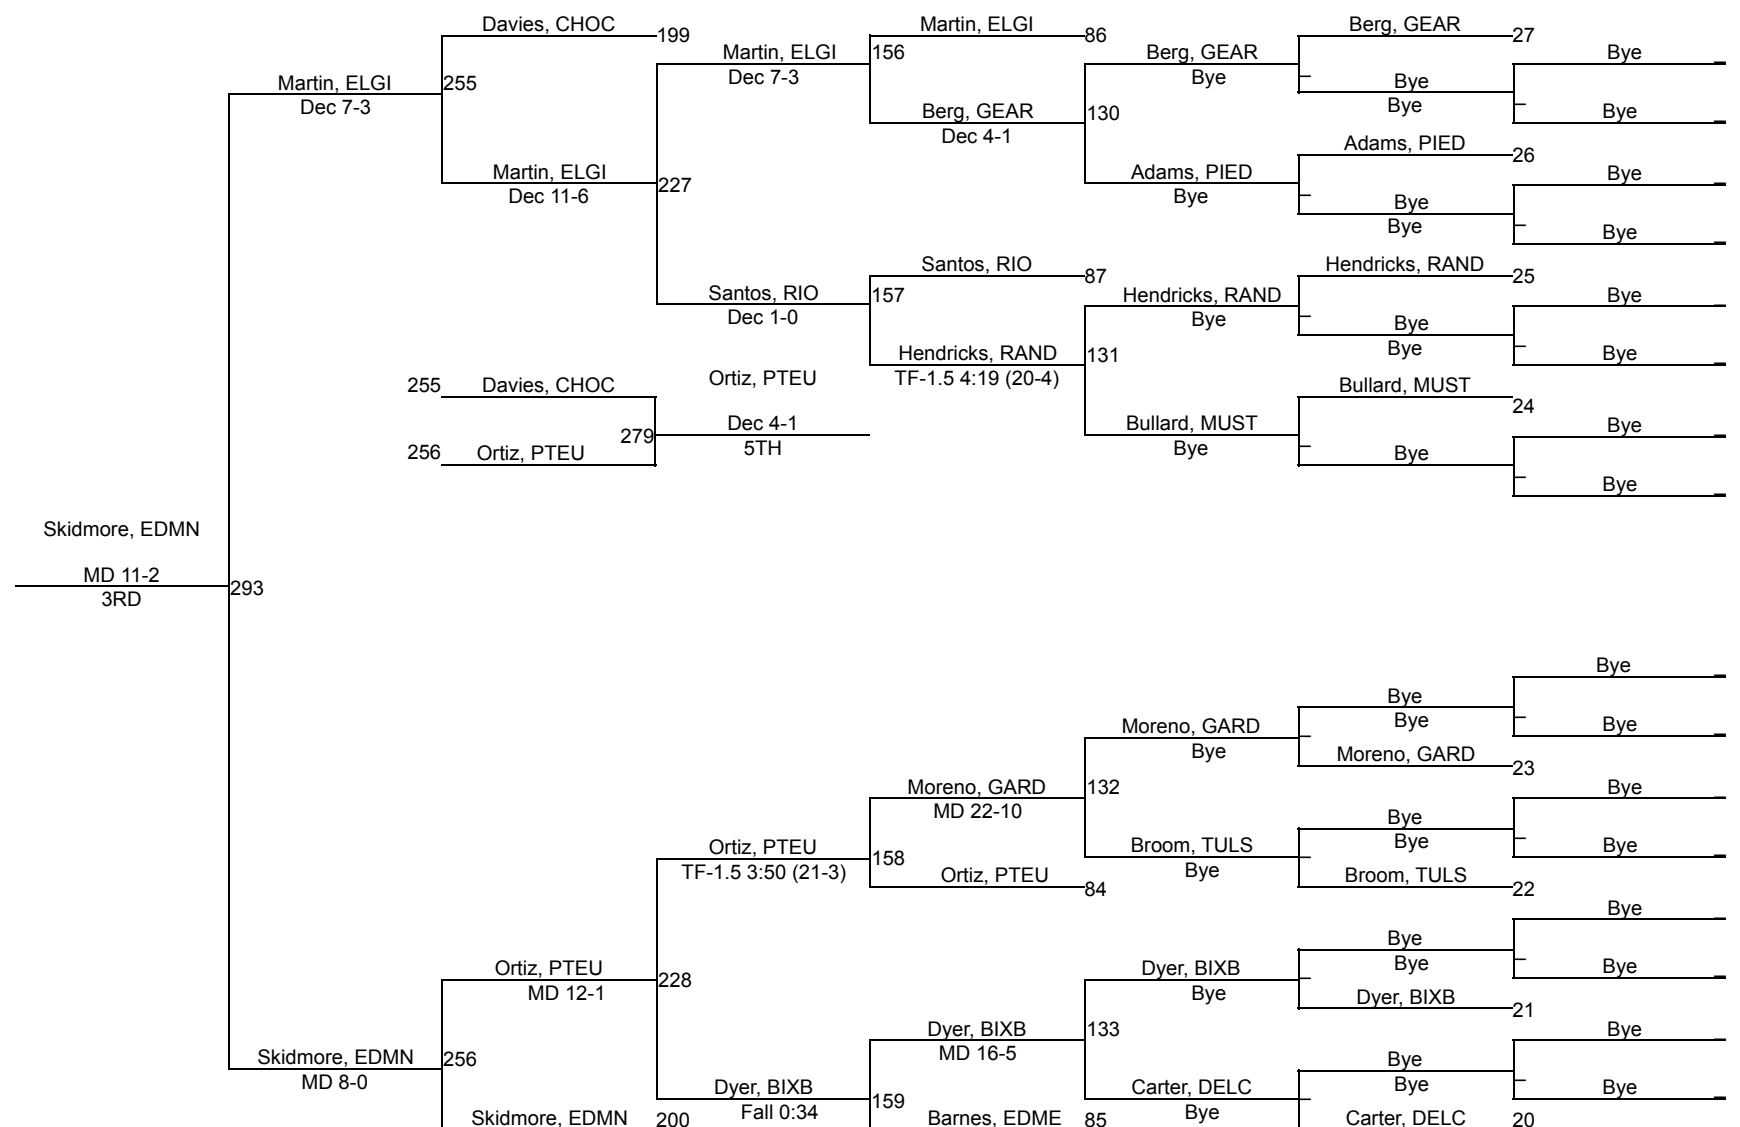 Davies, CHOC
199
Martin, ELGI
86
Berg, GEAR
27
Martin, ELGI
Dec 7-3
156
Berg, GEAR
Bye
Bye
Martin, ELGI
Dec 7-3
255
Bye
Bye
Berg, GEAR
Dec 4-1
130
Bye
Adams, PIED
26
Martin, ELGI
Dec 11-6
227
Adams, PIED
Bye
Bye
Bye
Bye
Bye
Santos, RIO
87
Hendricks, RAND
25
Santos, RIO
Dec 1-0
157
Hendricks, RAND
Bye
Bye
Bye
Bye
Hendricks, RAND
TF-1.5 4:19 (20-4)
131
Bye
255
Davies, CHOC
Ortiz, PTEU
Bullard, MUST
24
279
Dec 4-1
5TH
Bullard, MUST
Bye
Bye
256
Ortiz, PTEU
Bye
Bye
Skidmore, EDMN
MD 11-2
3RD
293
Bye
Bye
Bye
Moreno, GARD
Bye
Bye
Moreno, GARD
23
Moreno, GARD
MD 22-10
132
Bye
Bye
Bye
Ortiz, PTEU
TF-1.5 3:50 (21-3)
158
Broom, TULS
Bye
Bye
Ortiz, PTEU
84
Broom, TULS
22
Bye
Bye
Bye
Ortiz, PTEU
MD 12-1
228
Dyer, BIXB
Bye
Bye
Dyer, BIXB
21
Dyer, BIXB
MD 16-5
133
Bye
Skidmore, EDMN
MD 8-0
256
Bye
Bye
Dyer, BIXB
Fall 0:34
159
Carter, DELC
Bye
Bye
Skidmore, EDMN
200
Barnes, EDME
85
Carter, DELC
20